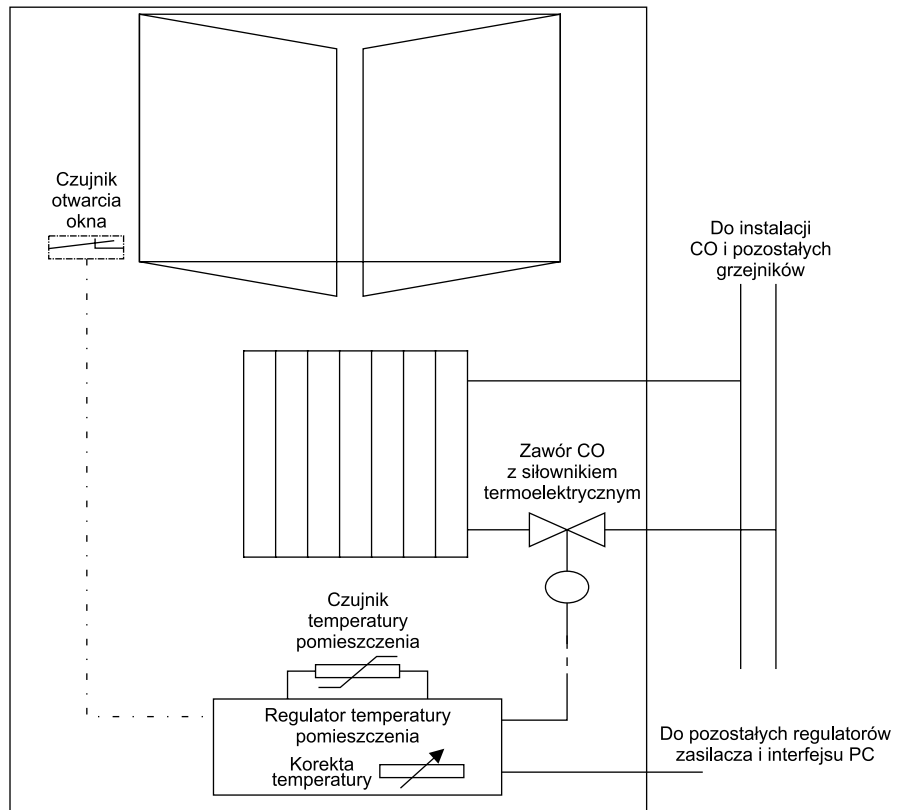 Czujnik
otwarcia
okna
Do instalacji
CO i pozostałych
grzejników
Zawór CO
z siłownikiem
termoelektrycznym
Czujnik
temperatury
pomieszczenia
Regulator temperatury
pomieszczenia
Korekta
temperatury
Do pozostałych regulatorów
zasilacza i interfejsu PC